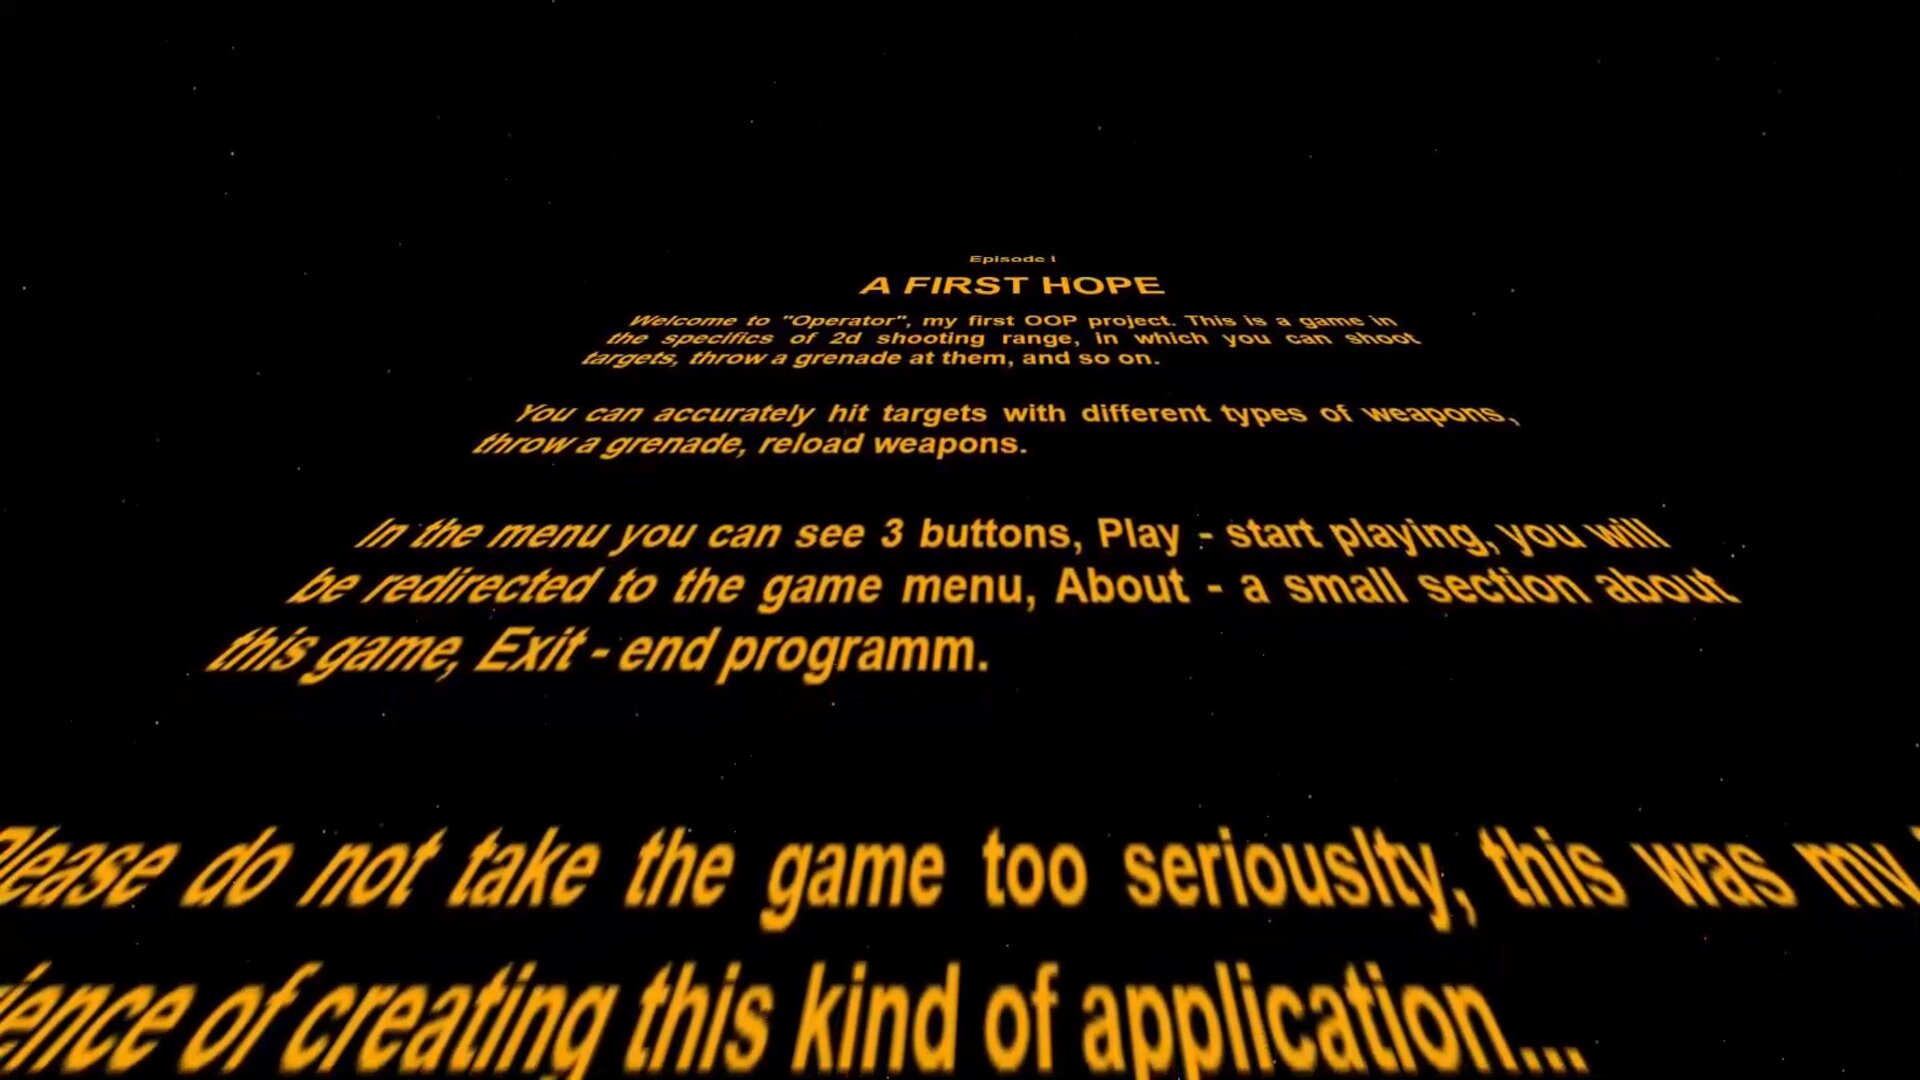 Episode I
A FIRST HOPE
Welcome to "Operator", my first OOP project. This is a game in
the specifics of 2d shooting range, in which you can shoot
targets, throw a grenade at them, and so on.
You can accurately hit targets with different types of weapons,
throw a grenade, reload weapons.
In the menu you can see 3 buttons, Play - start playing, you will
be redirected to the game menu, About - a small section about
this game, Exit - end programm.
Please do not take the game too seriouslty, this was my
of creating this kind of application...